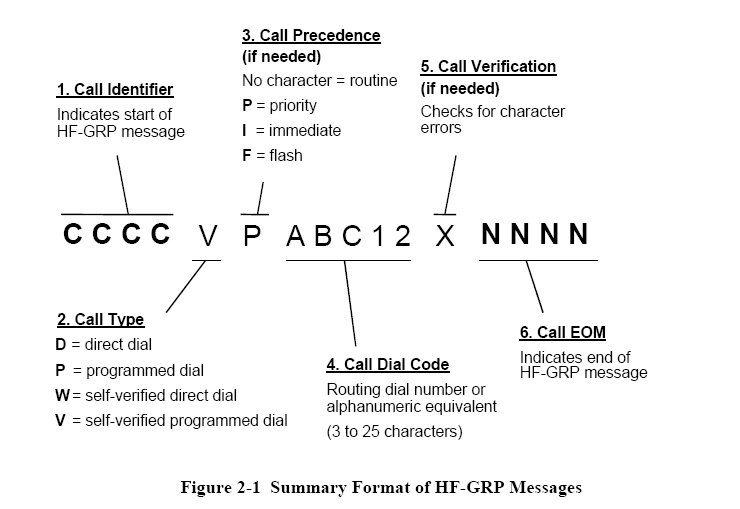 3. Call Precedence
(if needed)
No character = routine
P = priority
I = immediate
F = flash
1. Call Identifier
Indicates start of
HF-GRP message
5. Call Verification
(if needed)
Checks for character
errors
C C C C V P A B C 1 2 X N N N N
2. Call Type
D = direct dial
P = programmed dial
W = self-verified direct dial
V = self-verified programmed dial
4. Call Dial Code
Routing dial number or
alphanumeric equivalent
(3 to 25 characters)
6. Call EOM
Indicates end of
HF-GRP message
Figure 2-1 Summary Format of HF-GRP Messages